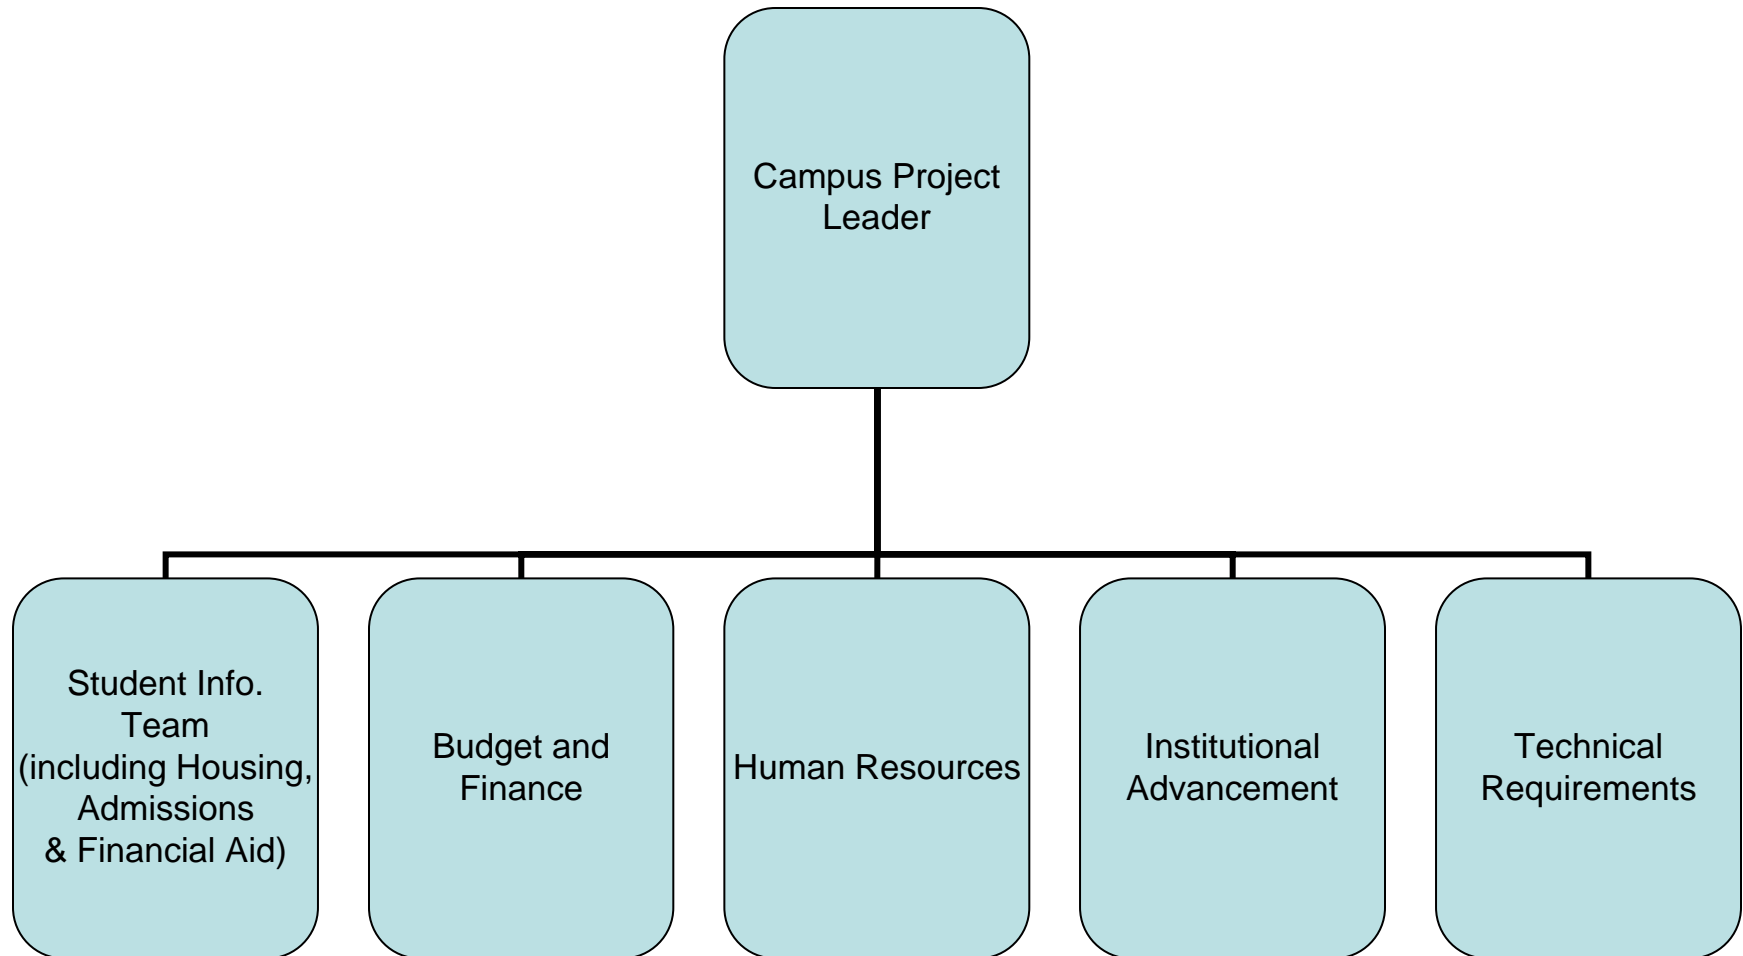 Campus Project
Leader
Student Info.
Team
(including Housing,
Admissions
& Financial Aid)
Budget and
Finance
Human Resources
Institutional
Advancement
Technical
Requirements